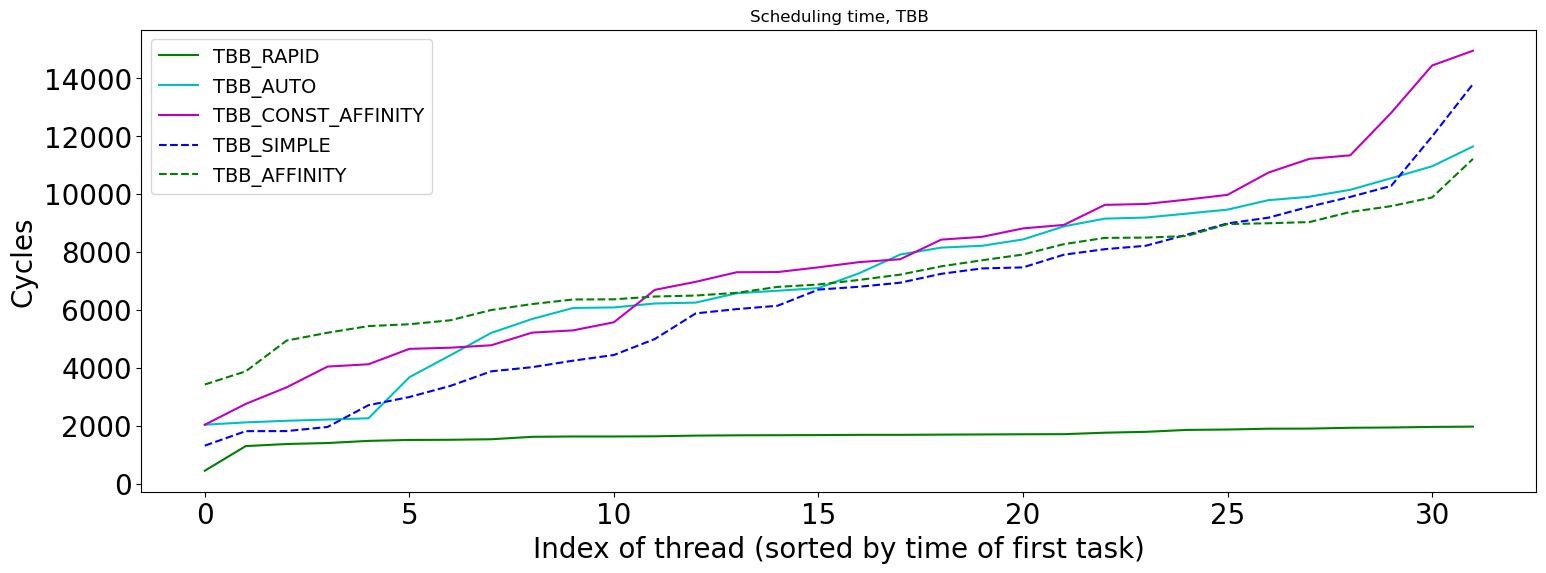 Scheduling time, TBB
TBB_RAPID
TBB_AUTO
TBB_CONST_AFFINITY
TBB_SIMPLE
TBB_AFFINITY
Cycles
14000
12000
10000
8000
6000
4000
2000
0
0 5 10 15 20 25 30
Index of thread (sorted by time of first task)